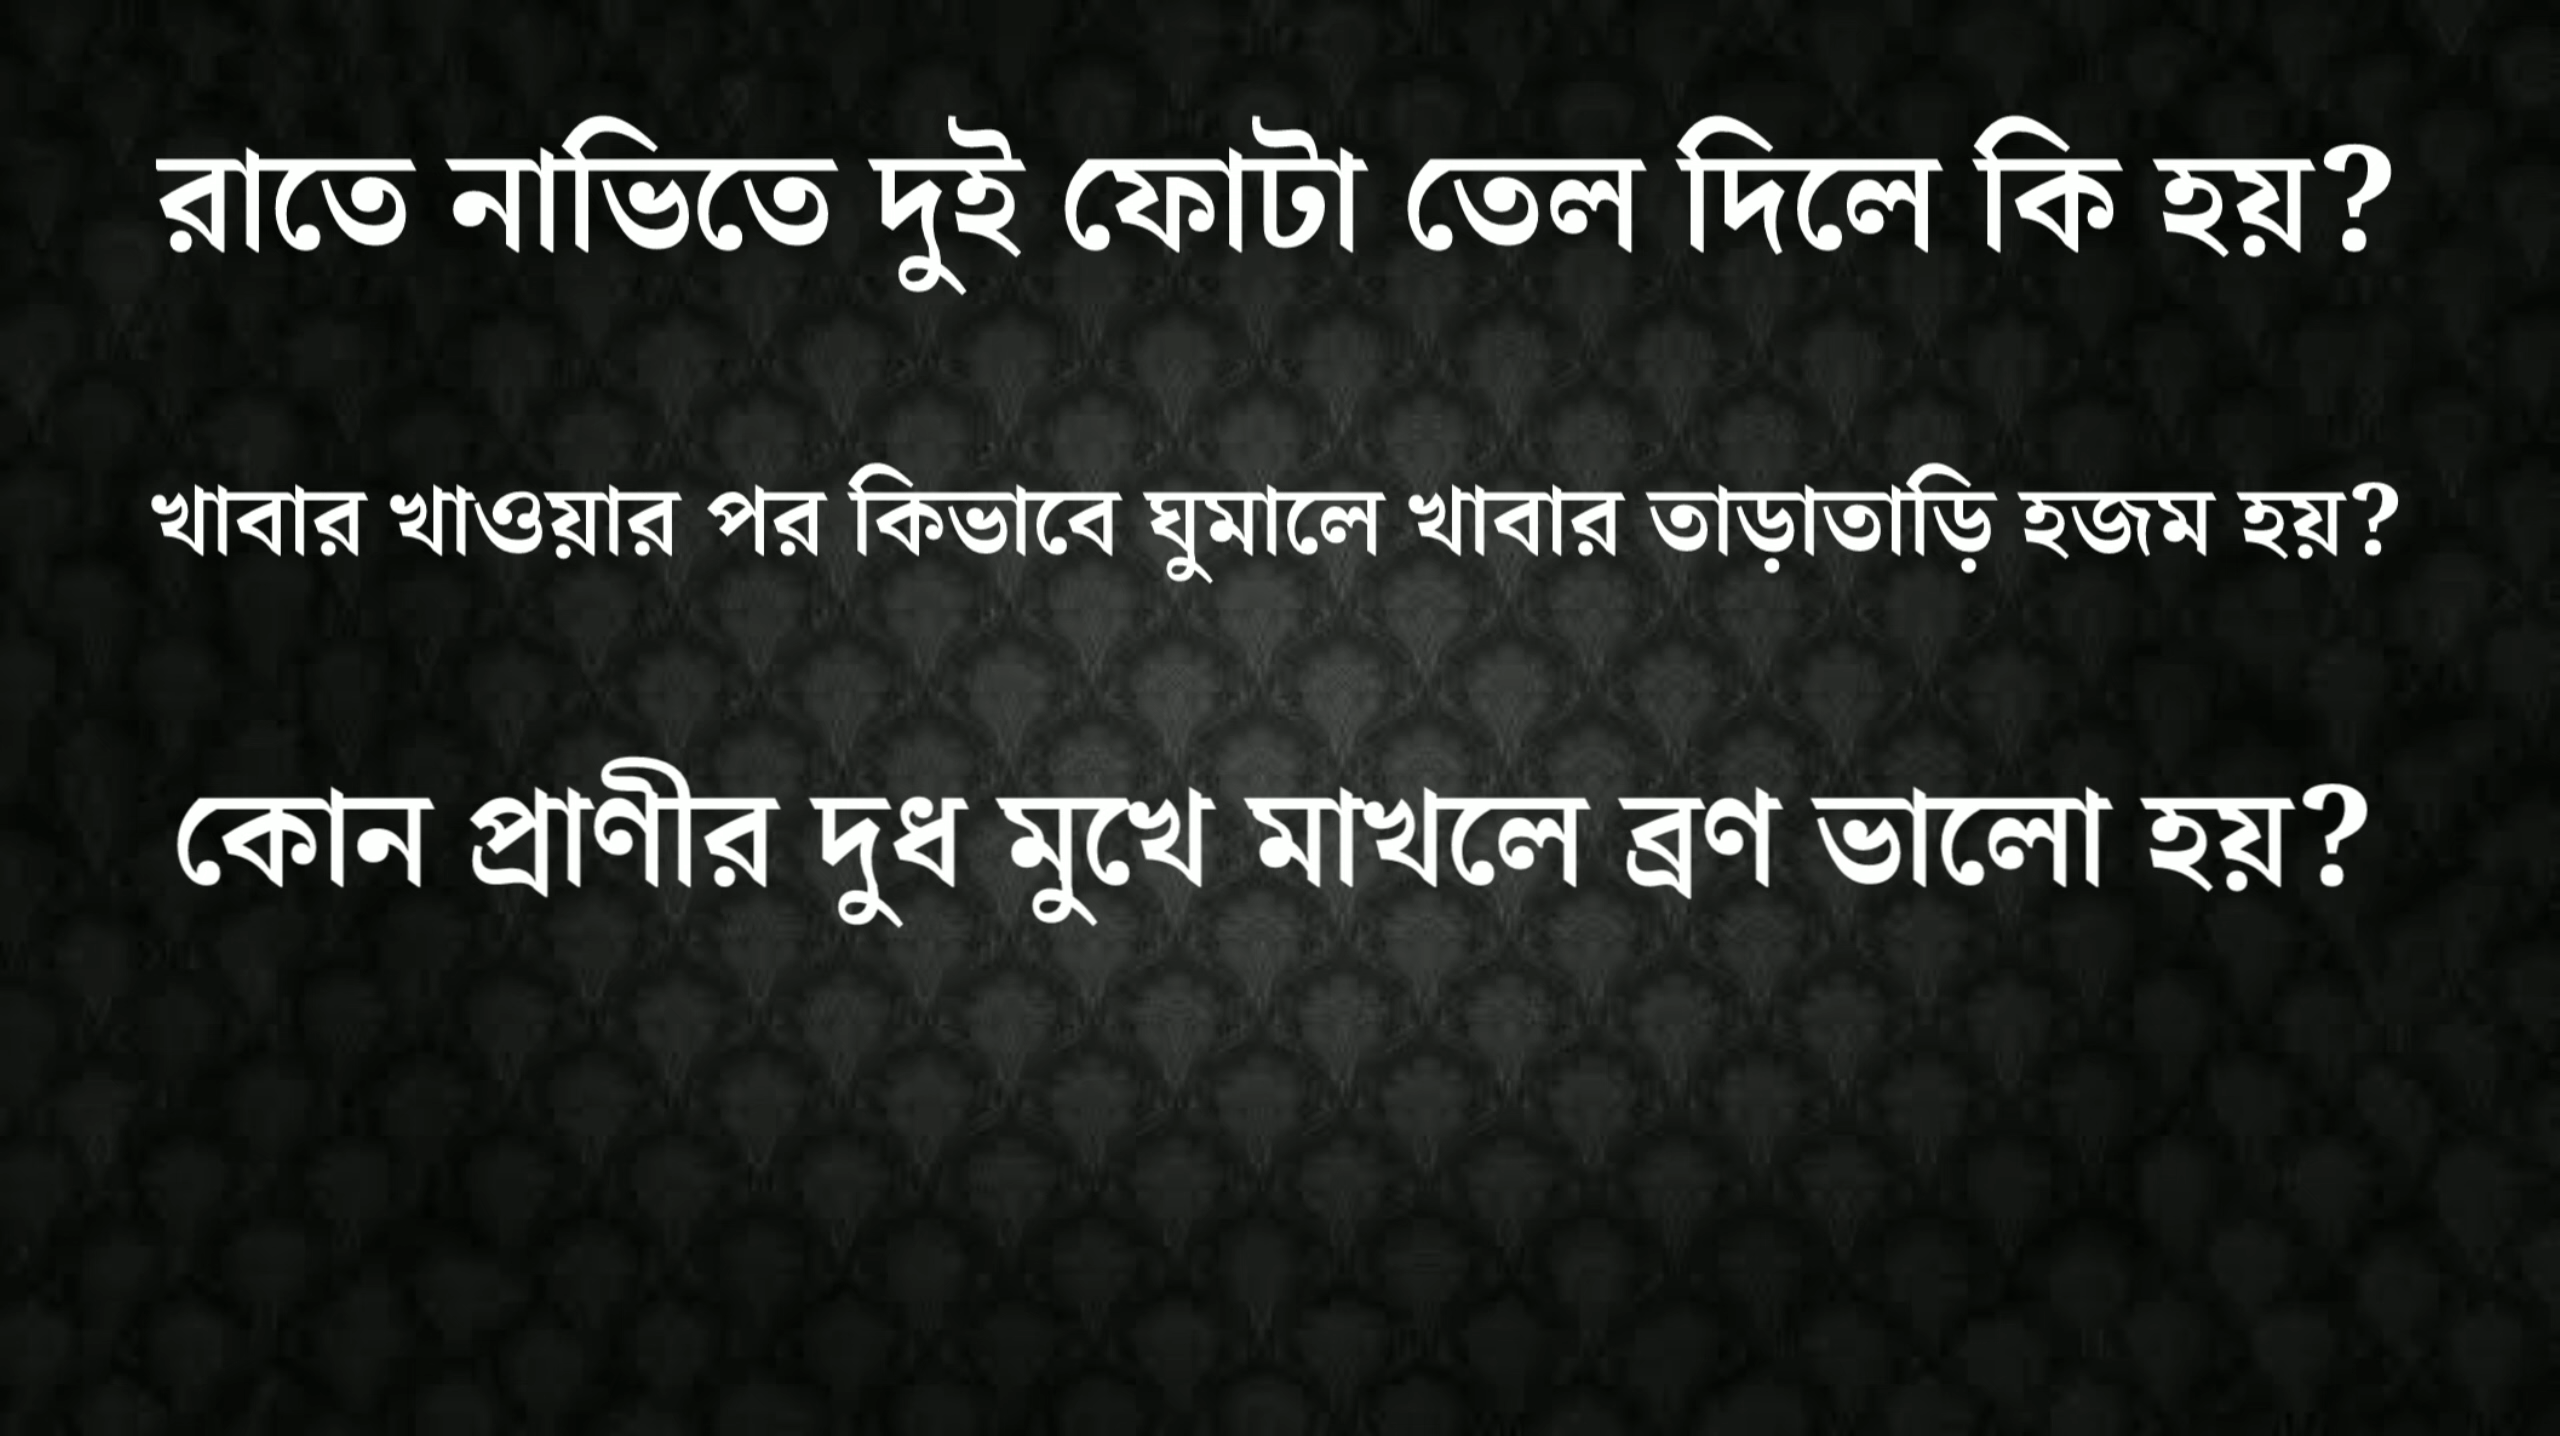 রাতে নাভিতে দুই ফোটা তেল দিলে কি হয়?
খাবার খাওয়ার পর কিভাবে ঘুমালে খাবার তাড়াতাড়ি হজম হয়?
কোন প্রাণীর দুধ মুখে মাখলে ব্রণ ভালো হয়?